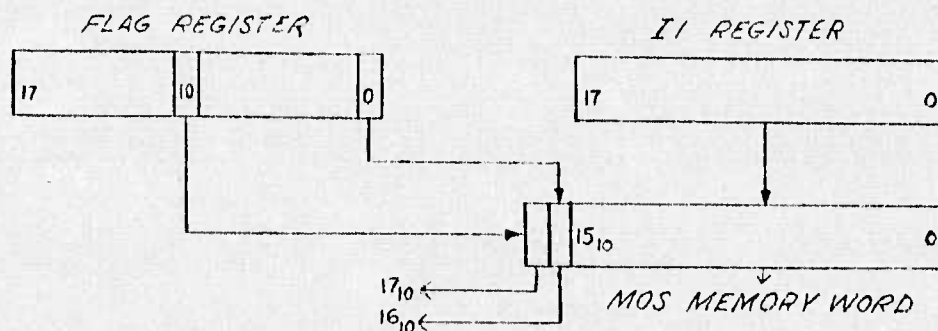 FLAG REGISTER
I1 REGISTER
17 10 0
17 0
15₁₀ 0
17₁₀
16₁₀
MOS MEMORY WORD